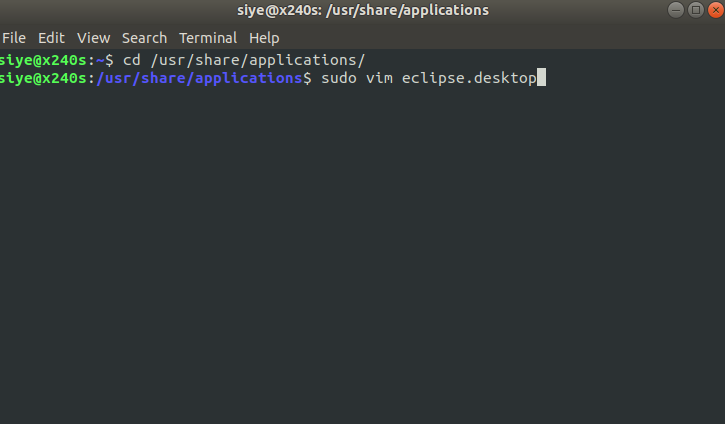 siye@x240s: /usr/share/applications
File Edit View Search Terminal Help
siye@x240s:~$ cd /usr/share/applications/
siye@x240s:/usr/share/applications$ sudo vim eclipse.desktop